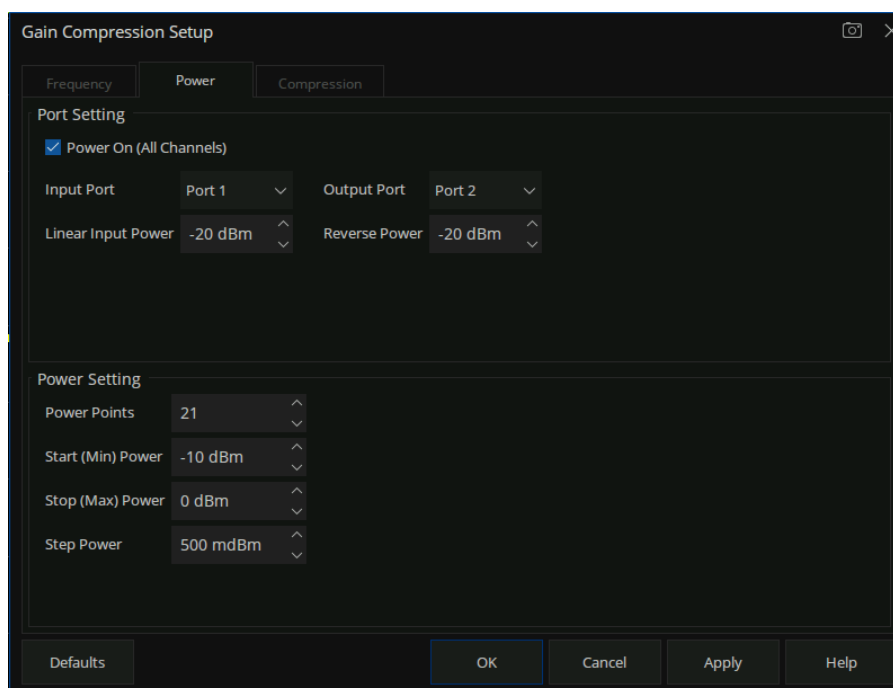 Gain Compression Setup
Frequency Power Compression
Port Setting
Power On (All Channels)
Input Port Port 1 Output Port Port 2
Linear Input Power -20 dBm Reverse Power -20 dBm
Power Setting
Power Points 21
Start (Min) Power -10 dBm
Stop (Max) Power 0 dBm
Step Power 500 mdBm
Defaults OK Cancel Apply Help